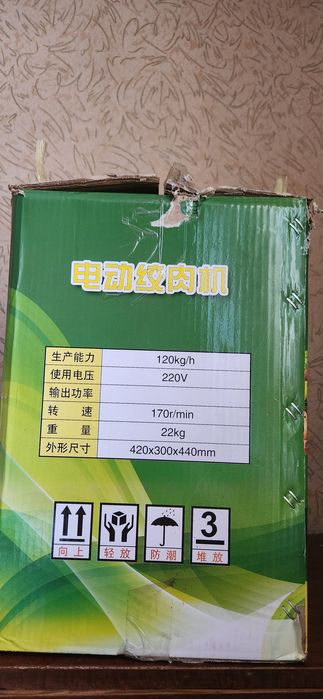 电动绞肉机
生产能力 120kg/h
使用电压 220V
输出功率
转 速 170r/min
重 量 22kg
外形尺寸 420x300x440mm
向上 轻放 防潮 3 堆放